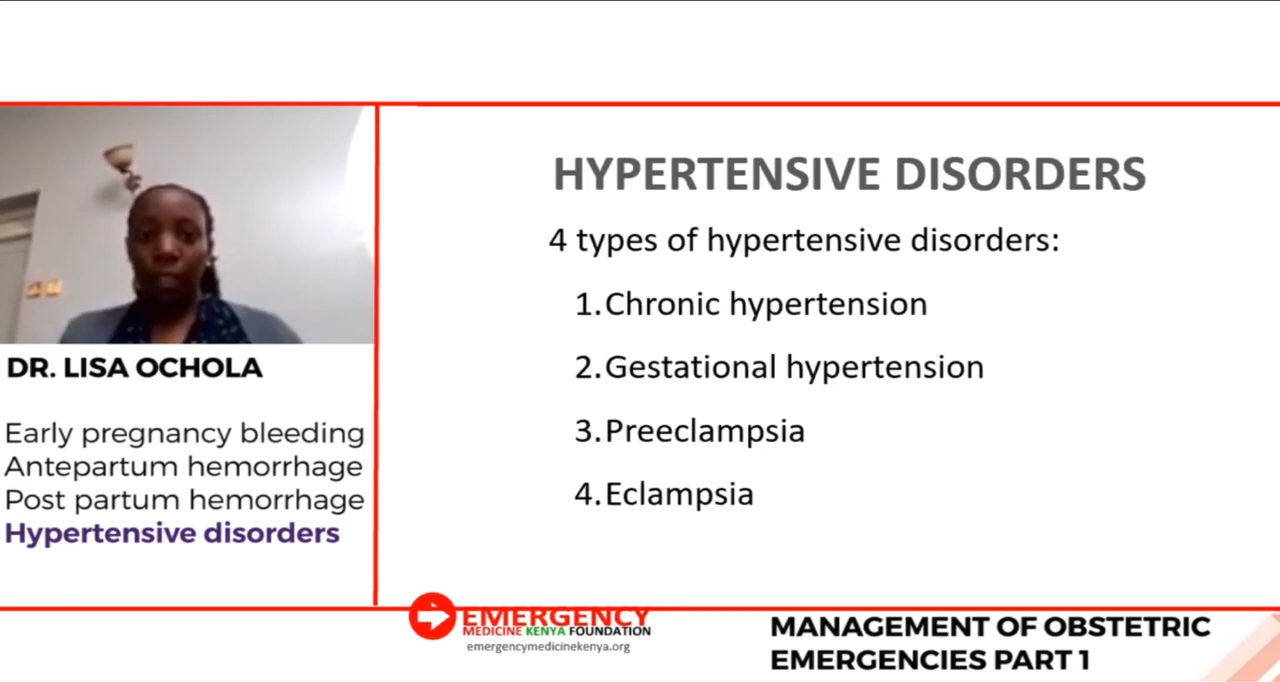 HYPERTENSIVE DISORDERS
4 types of hypertensive disorders:
1. Chronic hypertension
2. Gestational hypertension
3. Preeclampsia
4. Eclampsia
DR. LISA OCHOLA
Early pregnancy bleeding
Antepartum hemorrhage
Post partum hemorrhage
Hypertensive disorders
EMERGENCY
MEDICINE KENYA FOUNDATION
emergencymedicinekenya.org
MANAGEMENT OF OBSTETRIC
EMERGENCIES PART 1